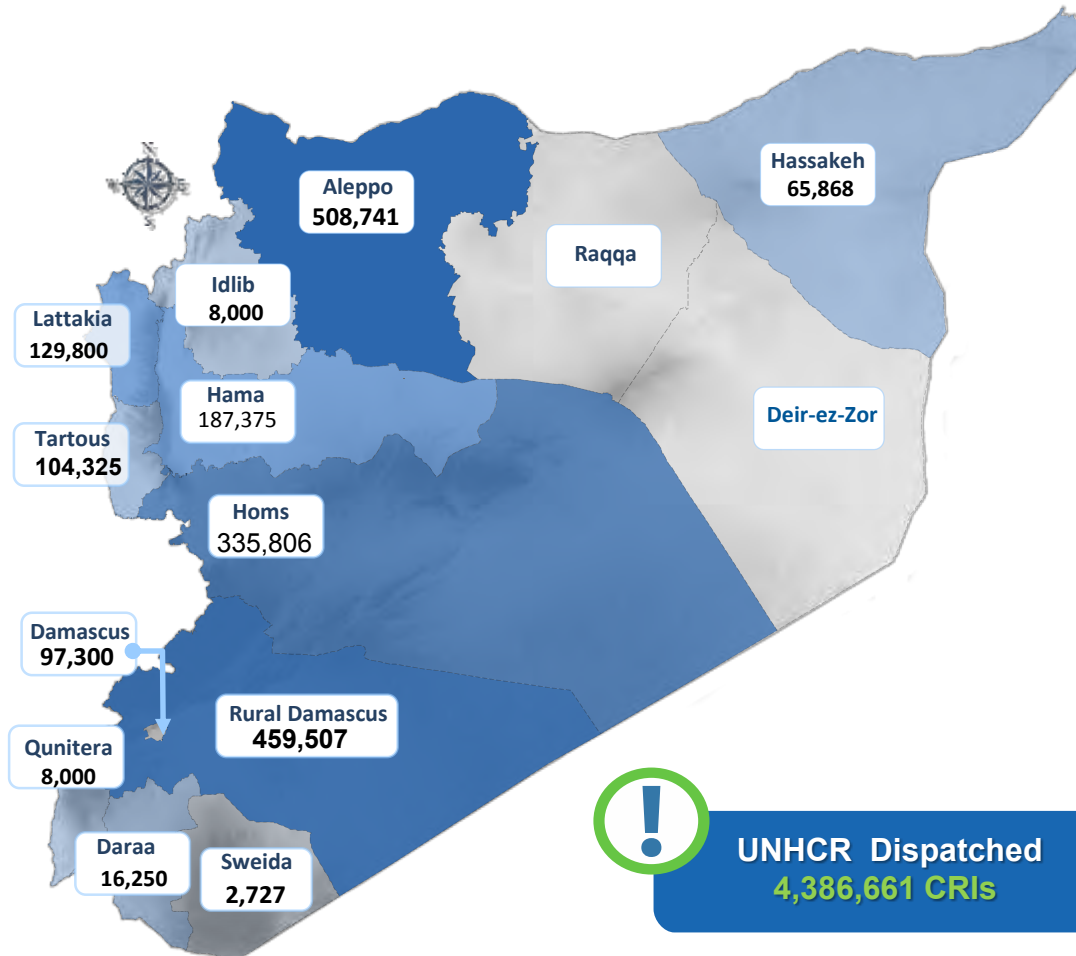 N
W
E
S
Aleppo
508,741
Hassakeh
65,868
Raqqa
Idlib
8,000
Lattakia
129,800
Hama
187,375
Deir-ez-Zor
Tartous
104,325
Homs
335,806
Damascus
97,300
Rural Damascus
459,507
Qunitera
8,000
Daraa
16,250
Sweida
2,727
UNHCR Dispatched
4,386,661 CRIs